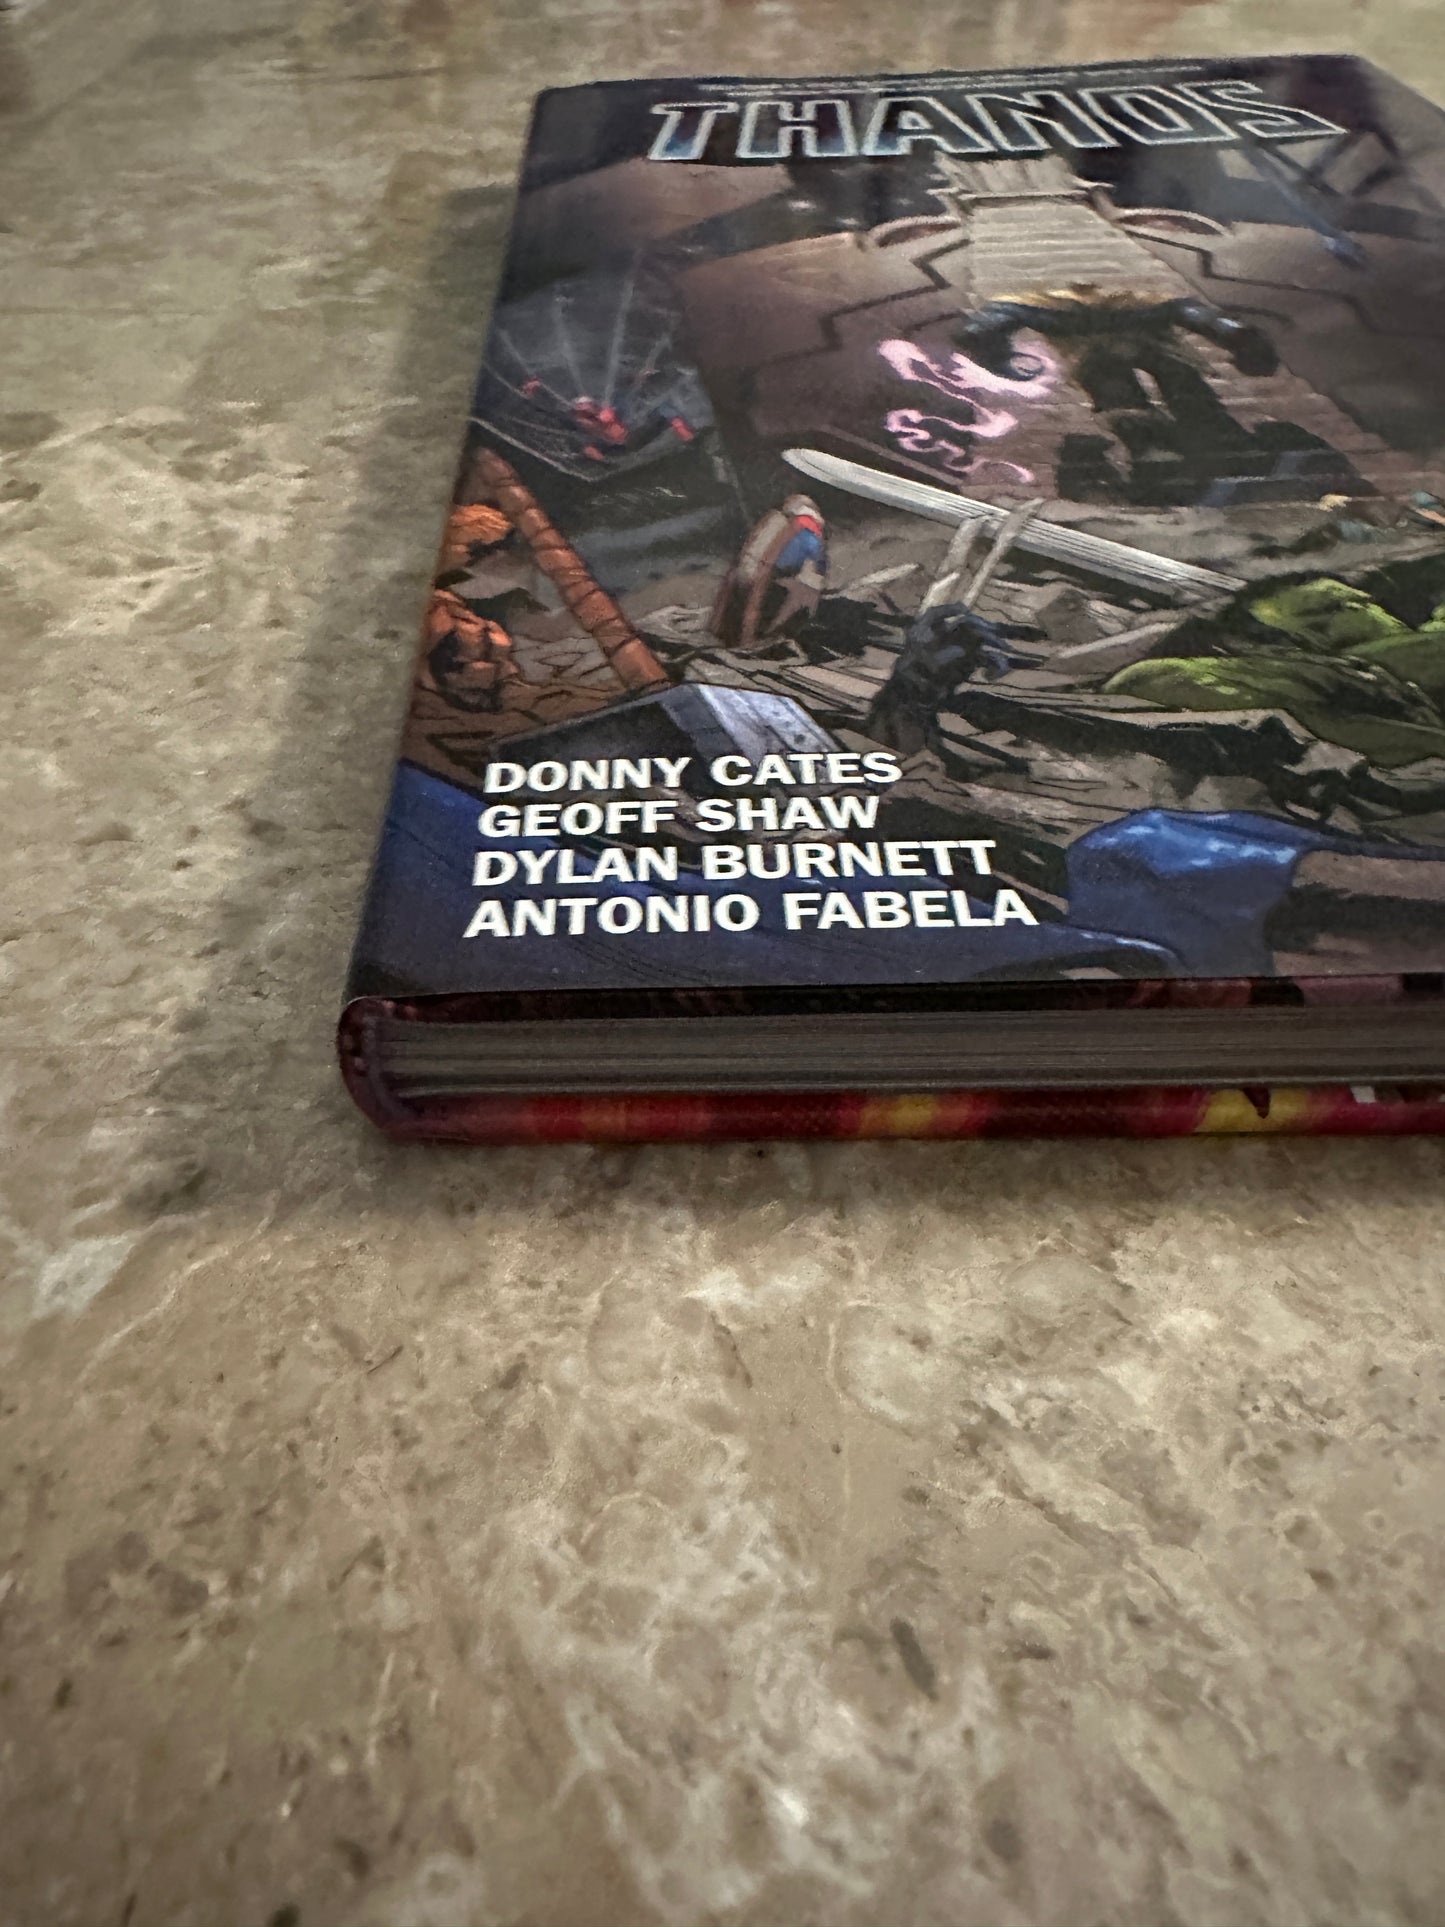 THANOS
DONNY CATES
GEOFF SHAW
DYLAN BURNETT
ANTONIO FABELA